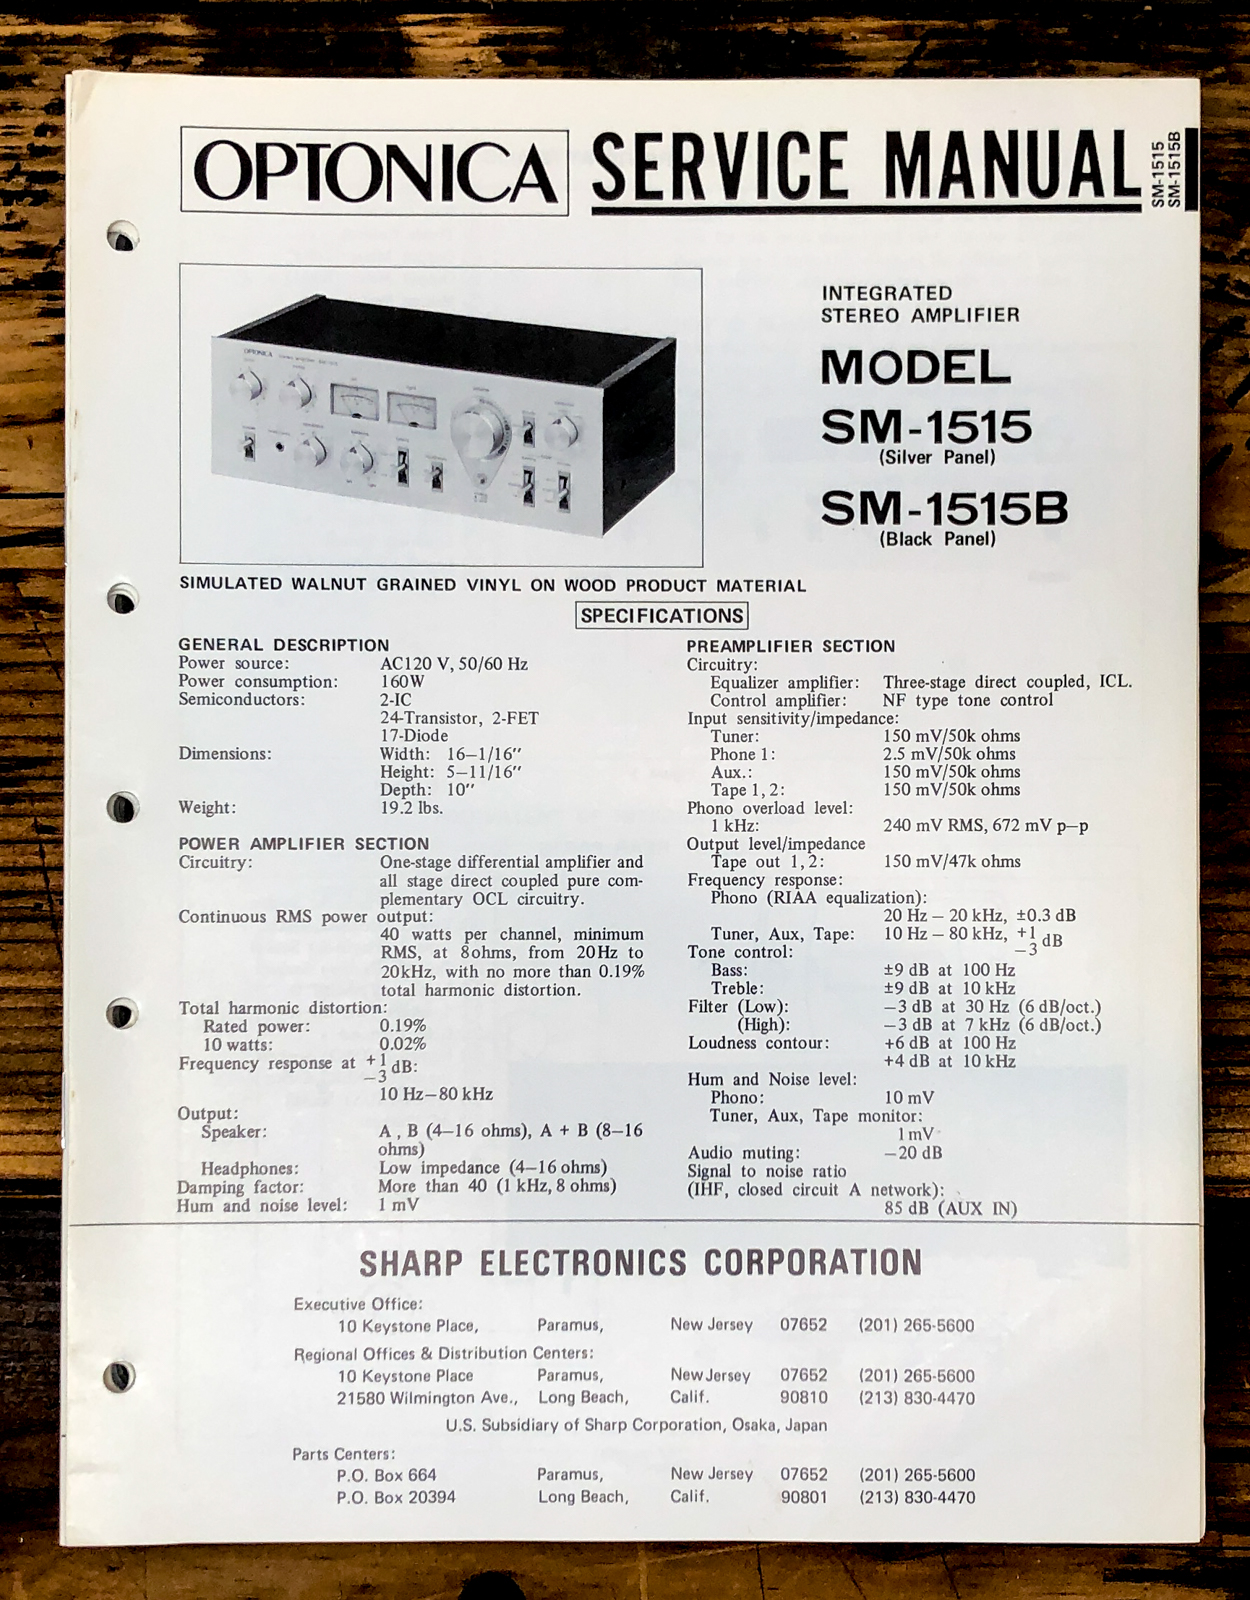 OPTONICA SERVICE MANUAL
SM-1515
SM-1515B
OPTONICA
INTEGRATED
STEREO AMPLIFIER
MODEL
SM-1515
(Silver Panel)
SM-1515B
(Black Panel)
SIMULATED WALNUT GRAINED VINYL ON WOOD PRODUCT MATERIAL
SPECIFICATIONS
GENERAL DESCRIPTION
Power source: AC120 V, 50/60 Hz
Power consumption: 160W
Semiconductors: 2-IC
24-Transistor, 2-FET
17-Diode
Dimensions: Width: 16–1/16"
Height: 5–11/16"
Depth: 10"
Weight: 19.2 lbs.
POWER AMPLIFIER SECTION
Circuitry: One-stage differential amplifier and
all stage direct coupled pure com-
plementary OCL circuitry.
Continuous RMS power output:
40 watts per channel, minimum
RMS, at 8ohms, from 20Hz to
20kHz, with no more than 0.19%
total harmonic distortion.
Total harmonic distortion:
Rated power: 0.19%
10 watts: 0.02%
Frequency response at +1 dB:
−3
10 Hz–80 kHz
Output:
Speaker: A , B (4–16 ohms), A + B (8–16
ohms)
Headphones: Low impedance (4–16 ohms)
Damping factor: More than 40 (1 kHz, 8 ohms)
Hum and noise level: 1 mV
PREAMPLIFIER SECTION
Circuitry:
Equalizer amplifier: Three-stage direct coupled, ICL.
Control amplifier: NF type tone control
Input sensitivity/impedance:
Tuner: 150 mV/50k ohms
Phone 1: 2.5 mV/50k ohms
Aux.: 150 mV/50k ohms
Tape 1, 2: 150 mV/50k ohms
Phono overload level:
1 kHz: 240 mV RMS, 672 mV p–p
Output level/impedance
Tape out 1, 2: 150 mV/47k ohms
Frequency response:
Phono (RIAA equalization):
20 Hz – 20 kHz, ±0.3 dB
Tuner, Aux, Tape: 10 Hz – 80 kHz, +1 dB
−3
Tone control:
Bass: ±9 dB at 100 Hz
Treble: ±9 dB at 10 kHz
Filter (Low): −3 dB at 30 Hz (6 dB/oct.)
(High): −3 dB at 7 kHz (6 dB/oct.)
Loudness contour: +6 dB at 100 Hz
+4 dB at 10 kHz
Hum and Noise level:
Phono: 10 mV
Tuner, Aux, Tape monitor:
1 mV
Audio muting: −20 dB
Signal to noise ratio
(IHF, closed circuit A network):
85 dB (AUX IN)
SHARP ELECTRONICS CORPORATION
Executive Office:
10 Keystone Place, Paramus, New Jersey 07652 (201) 265-5600
Regional Offices & Distribution Centers:
10 Keystone Place Paramus, New Jersey 07652 (201) 265-5600
21580 Wilmington Ave., Long Beach, Calif. 90810 (213) 830-4470
U.S. Subsidiary of Sharp Corporation, Osaka, Japan
Parts Centers:
P.O. Box 664 Paramus, New Jersey 07652 (201) 265-5600
P.O. Box 20394 Long Beach, Calif. 90801 (213) 830-4470